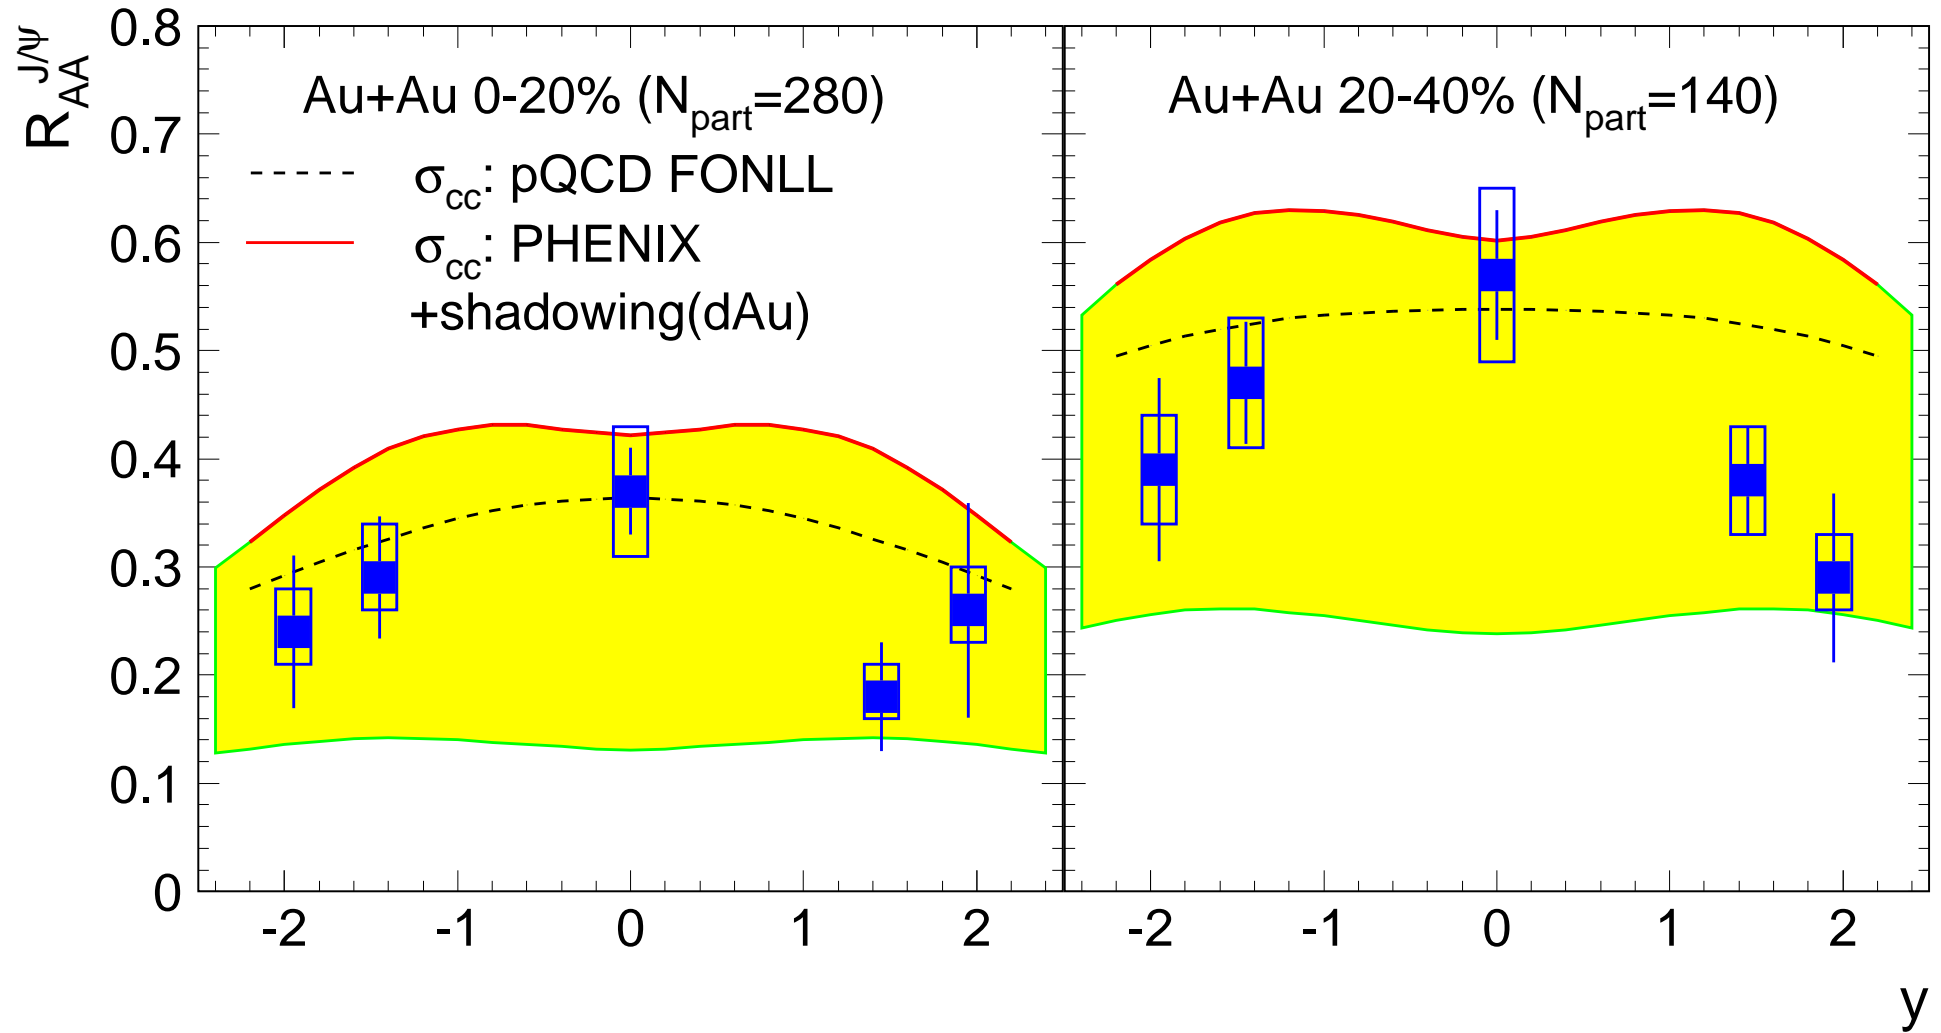 R_AA^J/ψ
0.8
0.7
0.6
0.5
0.4
0.3
0.2
0.1
0
Au+Au 0-20% (N_part=280)
σ_cc: pQCD FONLL
σ_cc: PHENIX
+shadowing(dAu)
Au+Au 20-40% (N_part=140)
-2 -1 0 1 2
-2 -1 0 1 2
y